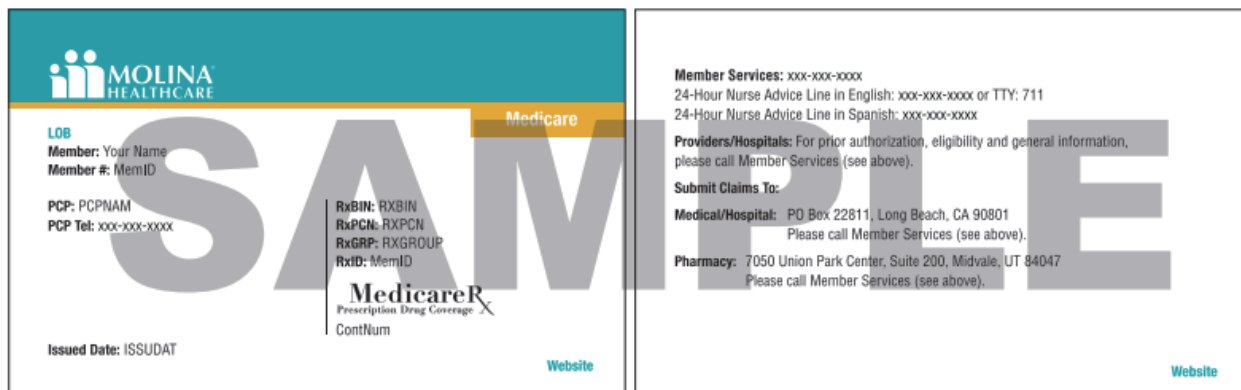 MOLINA®
HEALTHCARE
Medicare
LOB
Member: Your Name
Member #: MemID
PCP: PCPNAM
PCP Tel: xxx-xxx-xxxx
RxBIN: RXBIN
RxPCN: RXPCN
RxGRP: RXGROUP
RxID: MemID
MedicareRx
Prescription Drug Coverage
ContNum
Issued Date: ISSUDAT
Website
Member Services: xxx-xxx-xxxx
24-Hour Nurse Advice Line in English: xxx-xxx-xxxx or TTY: 711
24-Hour Nurse Advice Line in Spanish: xxx-xxx-xxxx
Providers/Hospitals: For prior authorization, eligibility and general information,
please call Member Services (see above).
Submit Claims To:
Medical/Hospital: PO Box 22811, Long Beach, CA 90801
Please call Member Services (see above).
Pharmacy: 7050 Union Park Center, Suite 200, Midvale, UT 84047
Please call Member Services (see above).
Website
SAMPLE